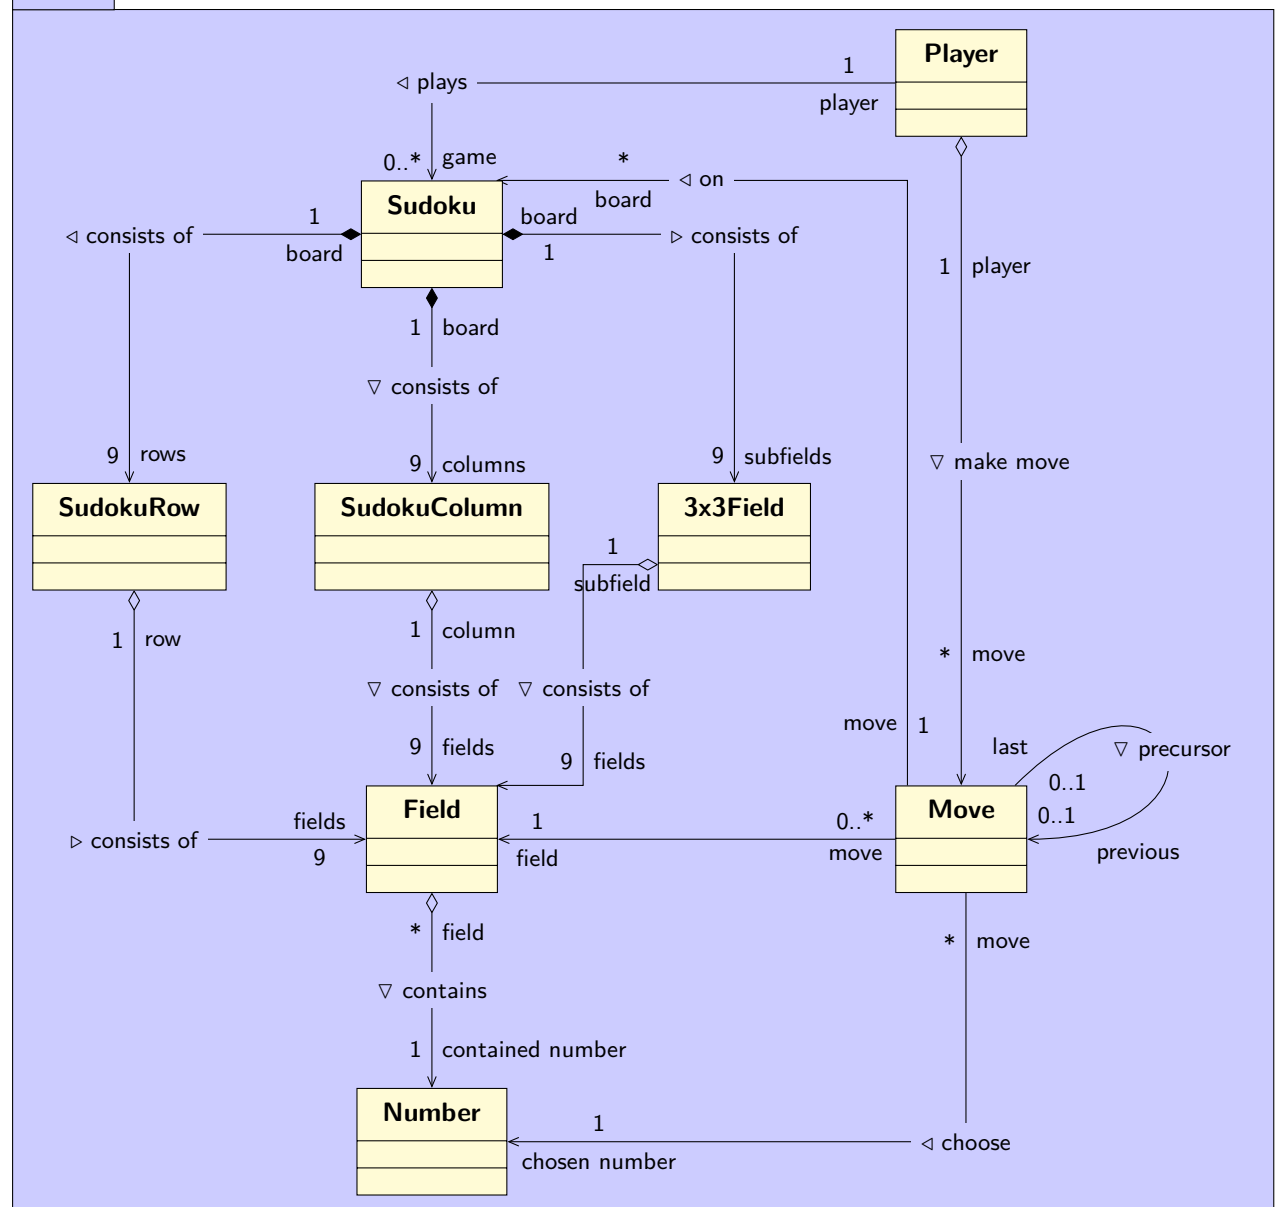 Player
1
◁ plays
player
0..*
game
*
◁ on
board
Sudoku
1
board
◁ consists of
board
1
▷ consists of
1
player
1
board
▽ consists of
9
rows
9
columns
9
subfields
▽ make move
SudokuRow
SudokuColumn
3x3Field
1
subfield
1
row
1
column
*
move
▽ consists of
▽ consists of
move
1
9
fields
9
fields
last
▽ precursor
0..1
Field
Move
0..1
fields
1
0..*
▷ consists of
9
field
move
previous
*
field
*
move
▽ contains
1
contained number
Number
1
◁ choose
chosen number